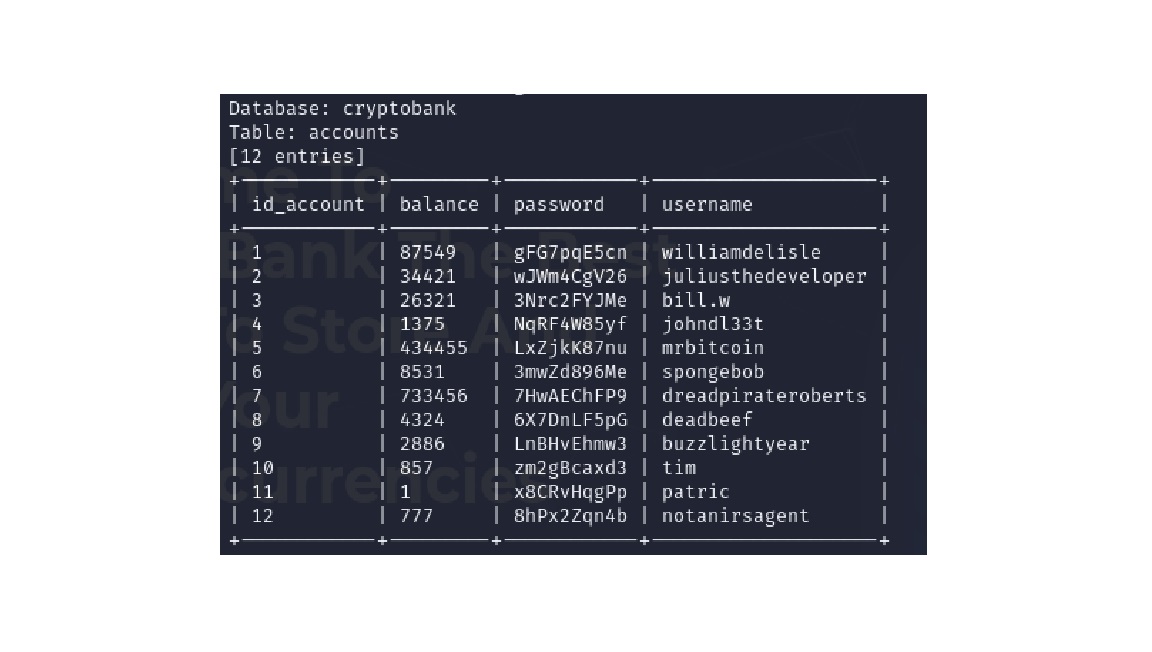 Database: cryptobank
Table: accounts
[12 entries]
+------------+---------+------------+--------------------+
| id_account | balance | password   | username           |
+------------+---------+------------+--------------------+
| 1          | 87549   | gFG7pqE5cn | williamdelisle     |
| 2          | 34421   | wJWm4CgV26 | juliusthedeveloper |
| 3          | 26321   | 3Nrc2FYJMe | bill.w             |
| 4          | 1375    | NqRF4W85yf | johndl33t          |
| 5          | 434455  | LxZjkK87nu | mrbitcoin          |
| 6          | 8531    | 3mwZd896Me | spongebob          |
| 7          | 733456  | 7HwAEChFP9 | dreadpirateroberts |
| 8          | 4324    | 6X7DnLF5pG | deadbeef           |
| 9          | 2886    | LnBHvEhmw3 | buzzlightyear      |
| 10         | 857     | zm2gBcaxd3 | tim                |
| 11         | 1       | x8CRvHqgPp | patric             |
| 12         | 777     | 8hPx2Zqn4b | notanirsagent      |
+------------+---------+------------+--------------------+